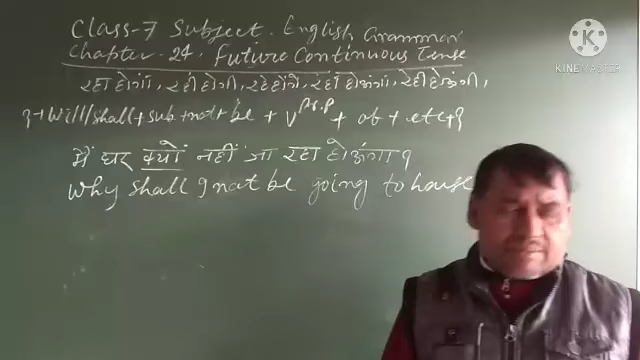 Class-7 Subject. English Grammar
Chapter-24, Future Continuous Tense
रहा होगा, रही होगी, रहे होंगे, रहा होऊंगा, रही होऊंगी,
?+Will/shall+sub+not+be+V+ob+etc+?
मैं घर क्यों नहीं जा रहा होऊंगा?
Why shall I not be going to house
KINEMASTER